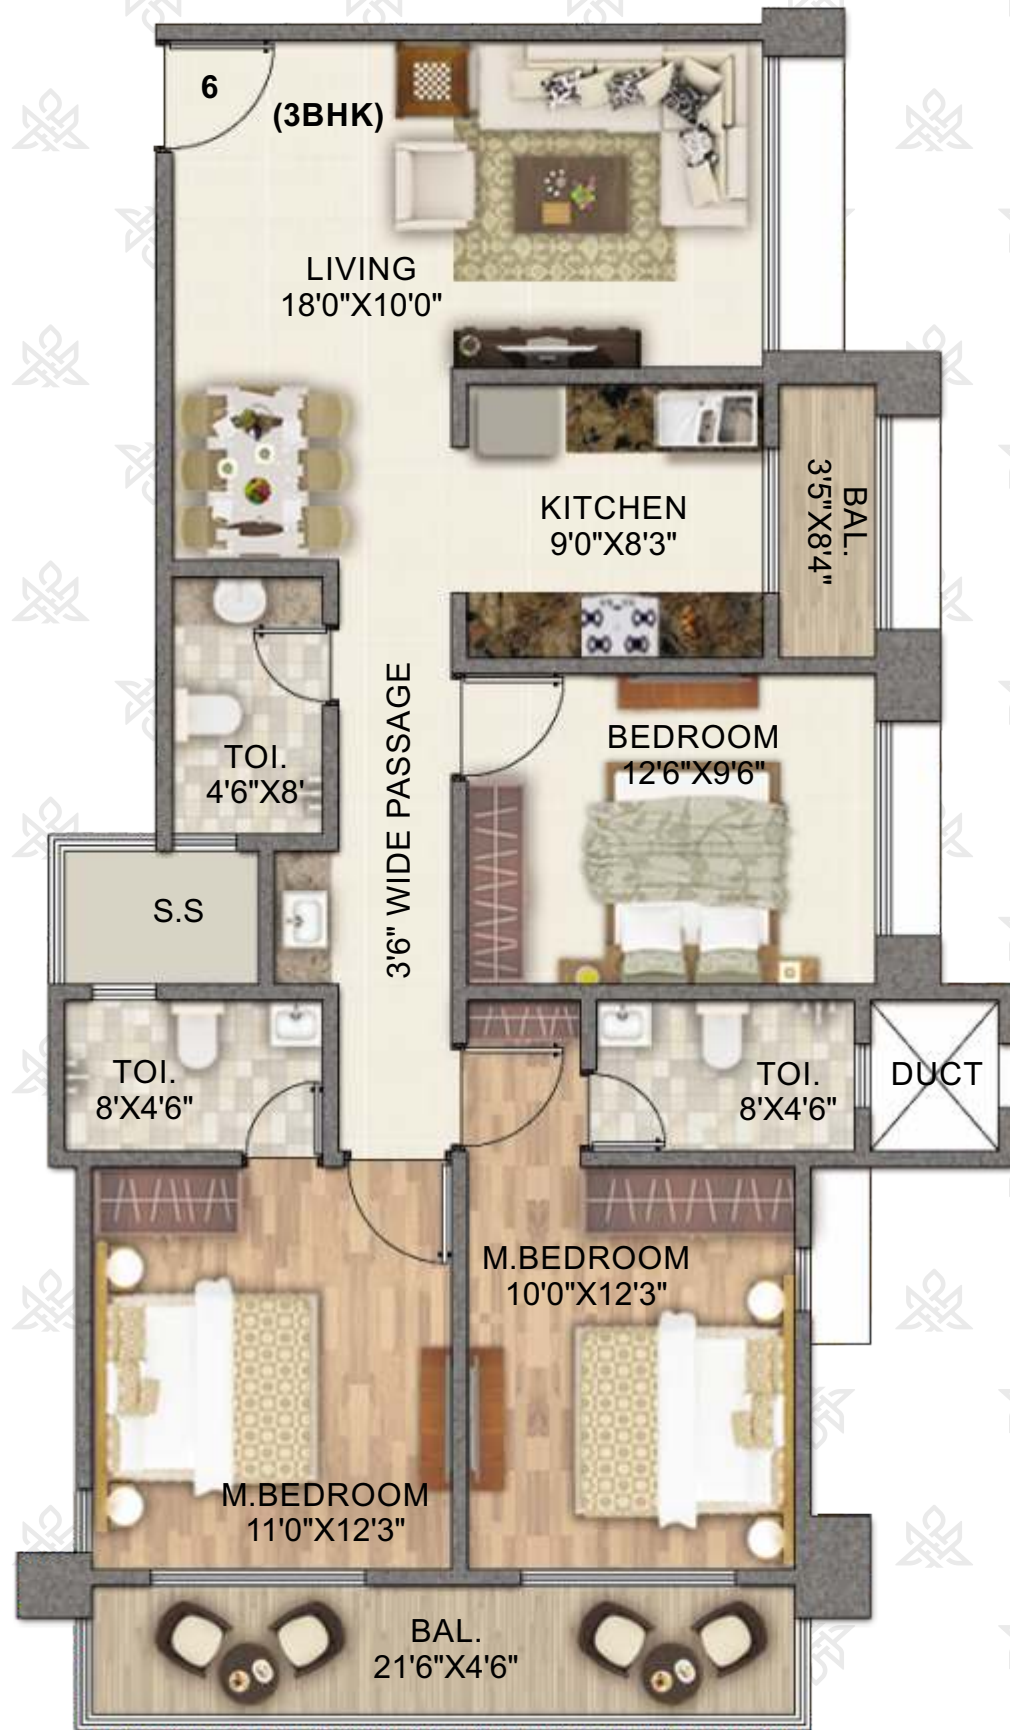 6
(3BHK)
LIVING
18'0"X10'0"
KITCHEN
9'0"X8'3"
BAL.
3'5"X8'4"
BEDROOM
12'6"X9'6"
TOI.
4'6"X8'
3'6" WIDE PASSAGE
S.S
TOI.
8'X4'6"
TOI.
8'X4'6"
DUCT
M.BEDROOM
10'0"X12'3"
M.BEDROOM
11'0"X12'3"
BAL.
21'6"X4'6"